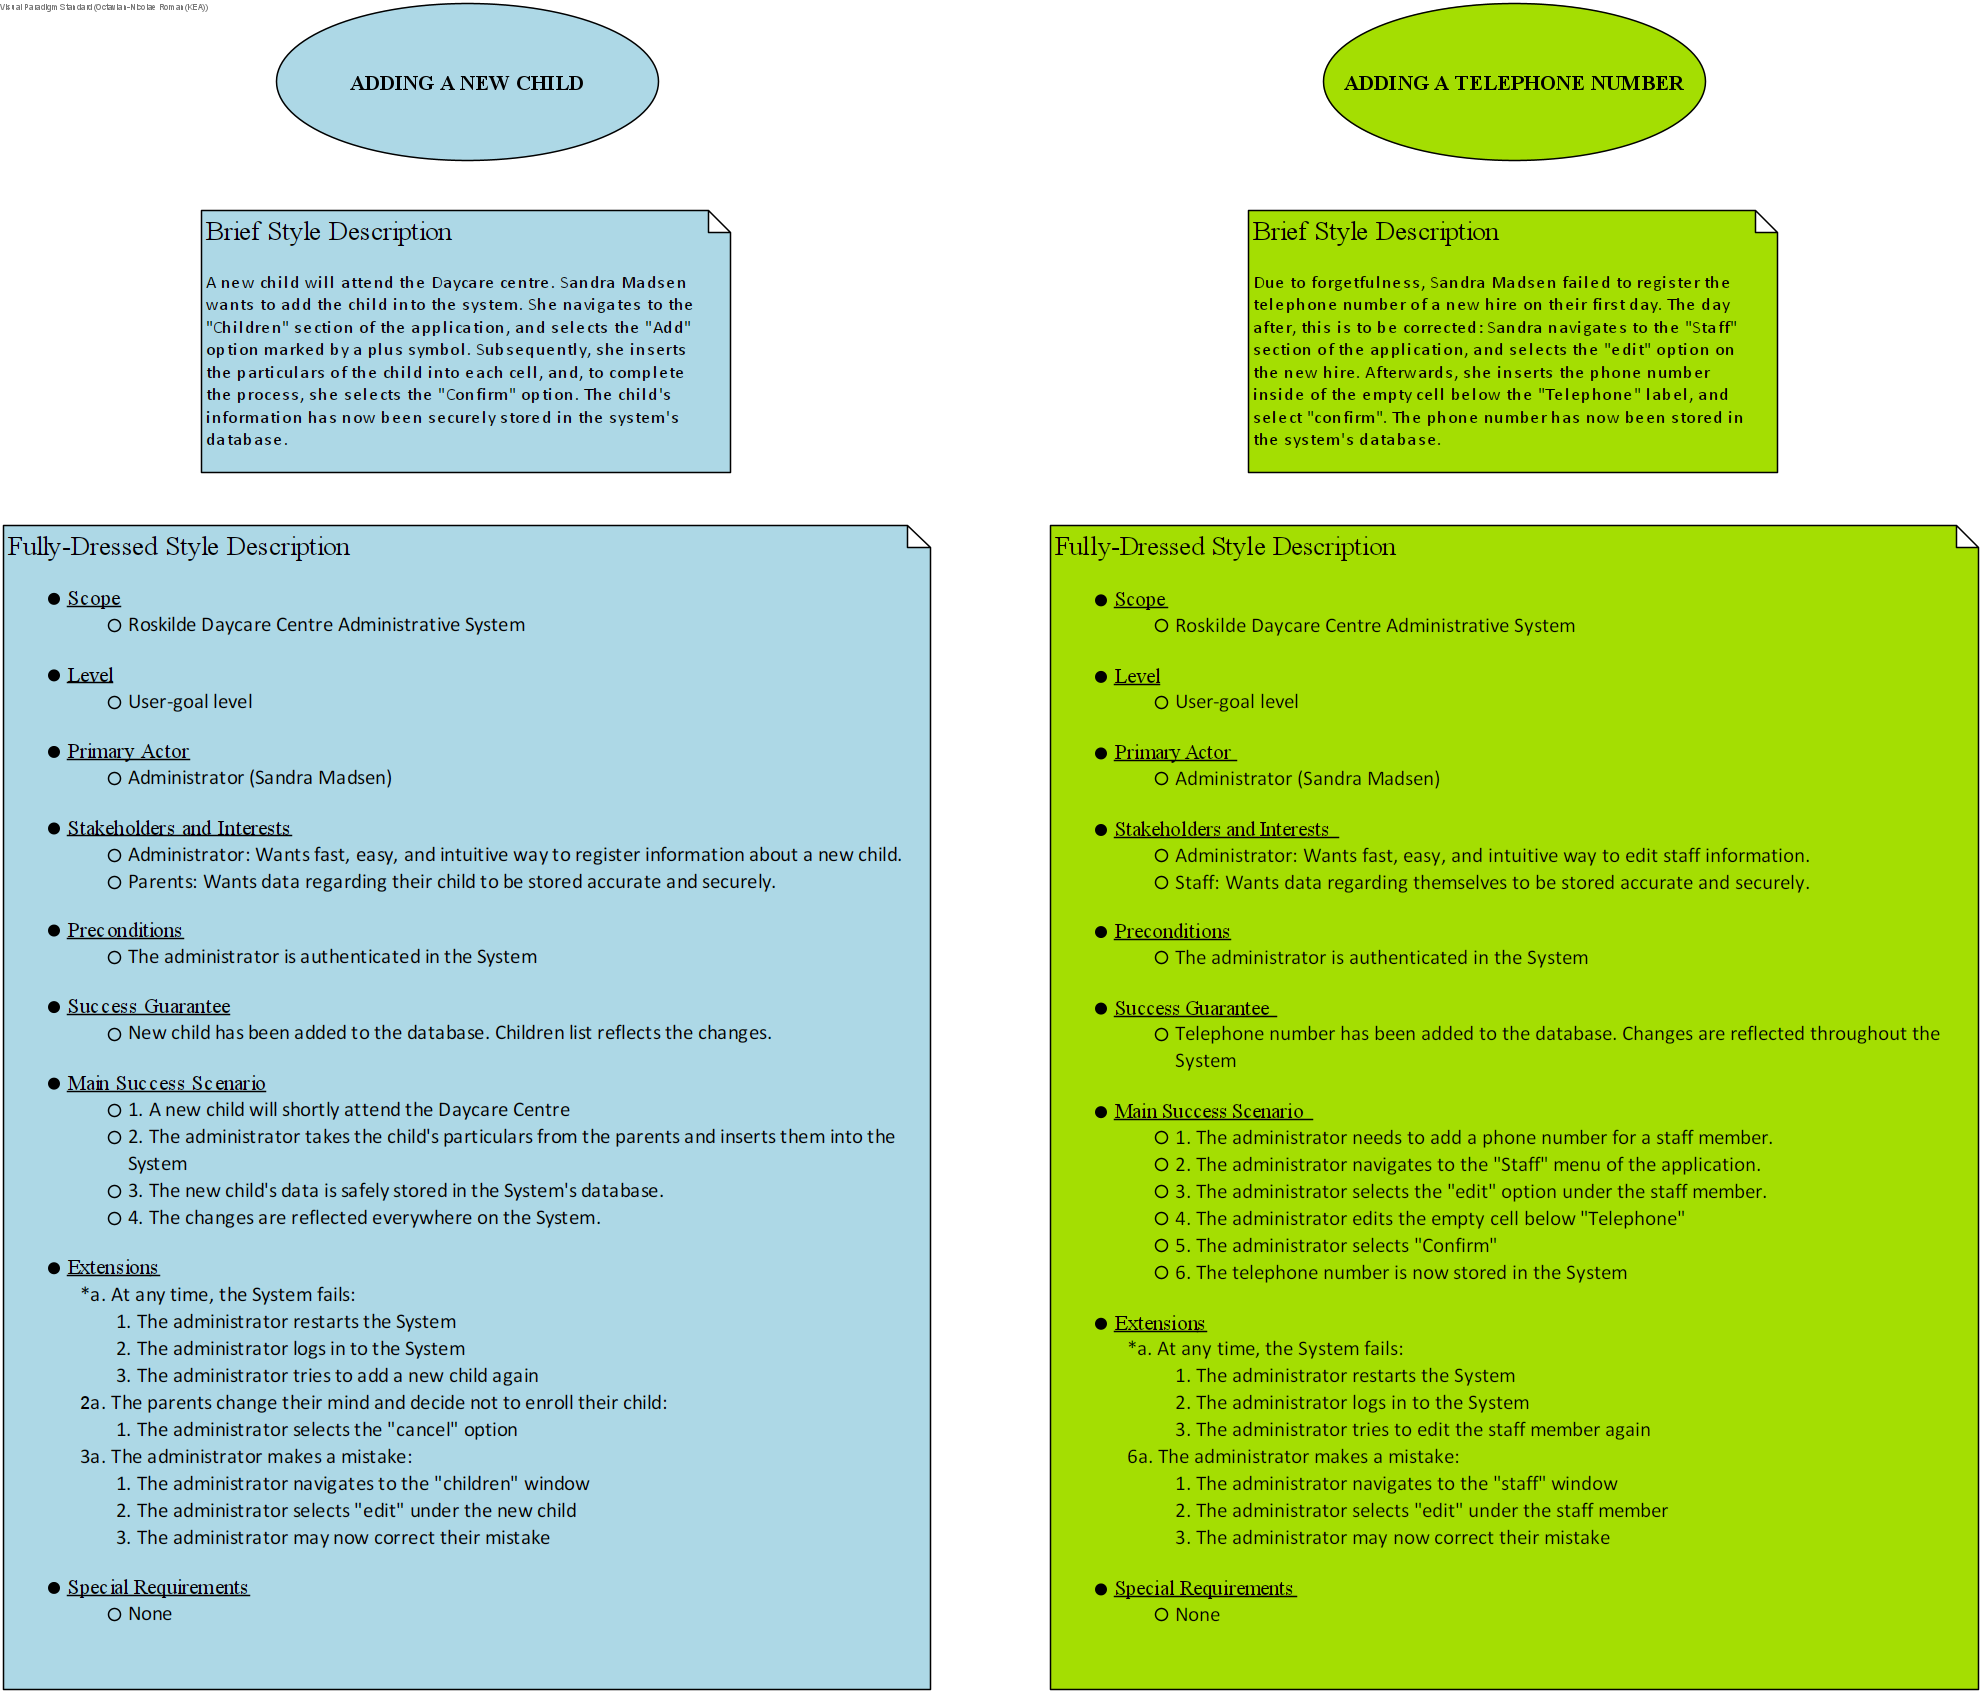 Visual Paradigm Standard (Octavian-Nicolae Roman (KEA))
ADDING A NEW CHILD
Brief Style Description
A new child will attend the Daycare centre. Sandra Madsen
wants to add the child into the system. She navigates to the
"Children" section of the application, and selects the "Add"
option marked by a plus symbol. Subsequently, she inserts
the particulars of the child into each cell, and, to complete
the process, she selects the "Confirm" option. The child's
information has now been securely stored in the system's
database.
Fully-Dressed Style Description
● Scope
○ Roskilde Daycare Centre Administrative System
● Level
○ User-goal level
● Primary Actor
○ Administrator (Sandra Madsen)
● Stakeholders and Interests
○ Administrator: Wants fast, easy, and intuitive way to register information about a new child.
○ Parents: Wants data regarding their child to be stored accurate and securely.
● Preconditions
○ The administrator is authenticated in the System
● Success Guarantee
○ New child has been added to the database. Children list reflects the changes.
● Main Success Scenario
○ 1. A new child will shortly attend the Daycare Centre
○ 2. The administrator takes the child's particulars from the parents and inserts them into the
System
○ 3. The new child's data is safely stored in the System's database.
○ 4. The changes are reflected everywhere on the System.
● Extensions
*a. At any time, the System fails:
1. The administrator restarts the System
2. The administrator logs in to the System
3. The administrator tries to add a new child again
2a. The parents change their mind and decide not to enroll their child:
1. The administrator selects the "cancel" option
3a. The administrator makes a mistake:
1. The administrator navigates to the "children" window
2. The administrator selects "edit" under the new child
3. The administrator may now correct their mistake
● Special Requirements
○ None
ADDING A TELEPHONE NUMBER
Brief Style Description
Due to forgetfulness, Sandra Madsen failed to register the
telephone number of a new hire on their first day. The day
after, this is to be corrected: Sandra navigates to the "Staff"
section of the application, and selects the "edit" option on
the new hire. Afterwards, she inserts the phone number
inside of the empty cell below the "Telephone" label, and
select "confirm". The phone number has now been stored in
the system's database.
Fully-Dressed Style Description
● Scope
○ Roskilde Daycare Centre Administrative System
● Level
○ User-goal level
● Primary Actor
○ Administrator (Sandra Madsen)
● Stakeholders and Interests
○ Administrator: Wants fast, easy, and intuitive way to edit staff information.
○ Staff: Wants data regarding themselves to be stored accurate and securely.
● Preconditions
○ The administrator is authenticated in the System
● Success Guarantee
○ Telephone number has been added to the database. Changes are reflected throughout the
System
● Main Success Scenario
○ 1. The administrator needs to add a phone number for a staff member.
○ 2. The administrator navigates to the "Staff" menu of the application.
○ 3. The administrator selects the "edit" option under the staff member.
○ 4. The administrator edits the empty cell below "Telephone"
○ 5. The administrator selects "Confirm"
○ 6. The telephone number is now stored in the System
● Extensions
*a. At any time, the System fails:
1. The administrator restarts the System
2. The administrator logs in to the System
3. The administrator tries to edit the staff member again
6a. The administrator makes a mistake:
1. The administrator navigates to the "staff" window
2. The administrator selects "edit" under the staff member
3. The administrator may now correct their mistake
● Special Requirements
○ None